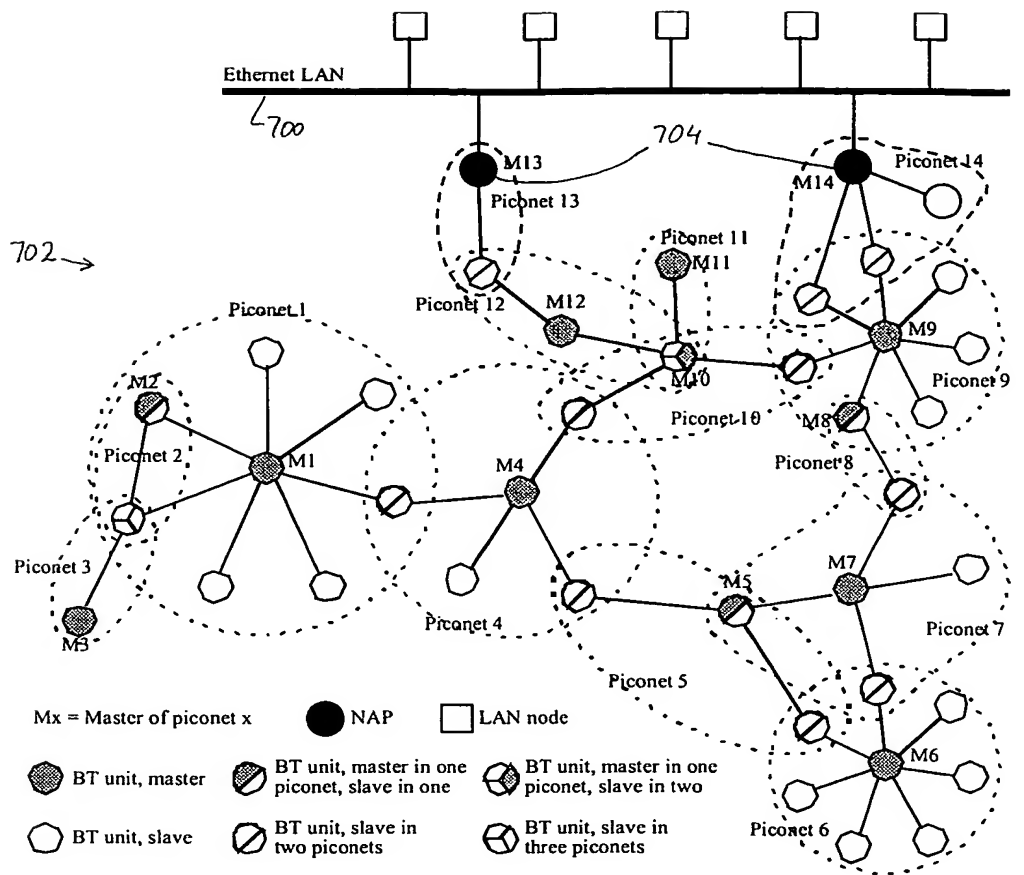 Ethernet LAN
700
704
M13
Piconet 13
M14
Piconet 14
702
Piconet 11
M11
Piconet 12
M12
M10
Piconet 10
M9
Piconet 9
Piconet 1
M2
Piconet 2
M1
M4
M8
Piconet 8
Piconet 3
M3
Piconet 4
M5
M7
Piconet 7
Piconet 5
M6
Piconet 6
Mx = Master of piconet x
NAP
LAN node
BT unit, master
BT unit, master in one
piconet, slave in one
BT unit, master in one
piconet, slave in two
BT unit, slave
BT unit, slave in
two piconets
BT unit, slave in
three piconets